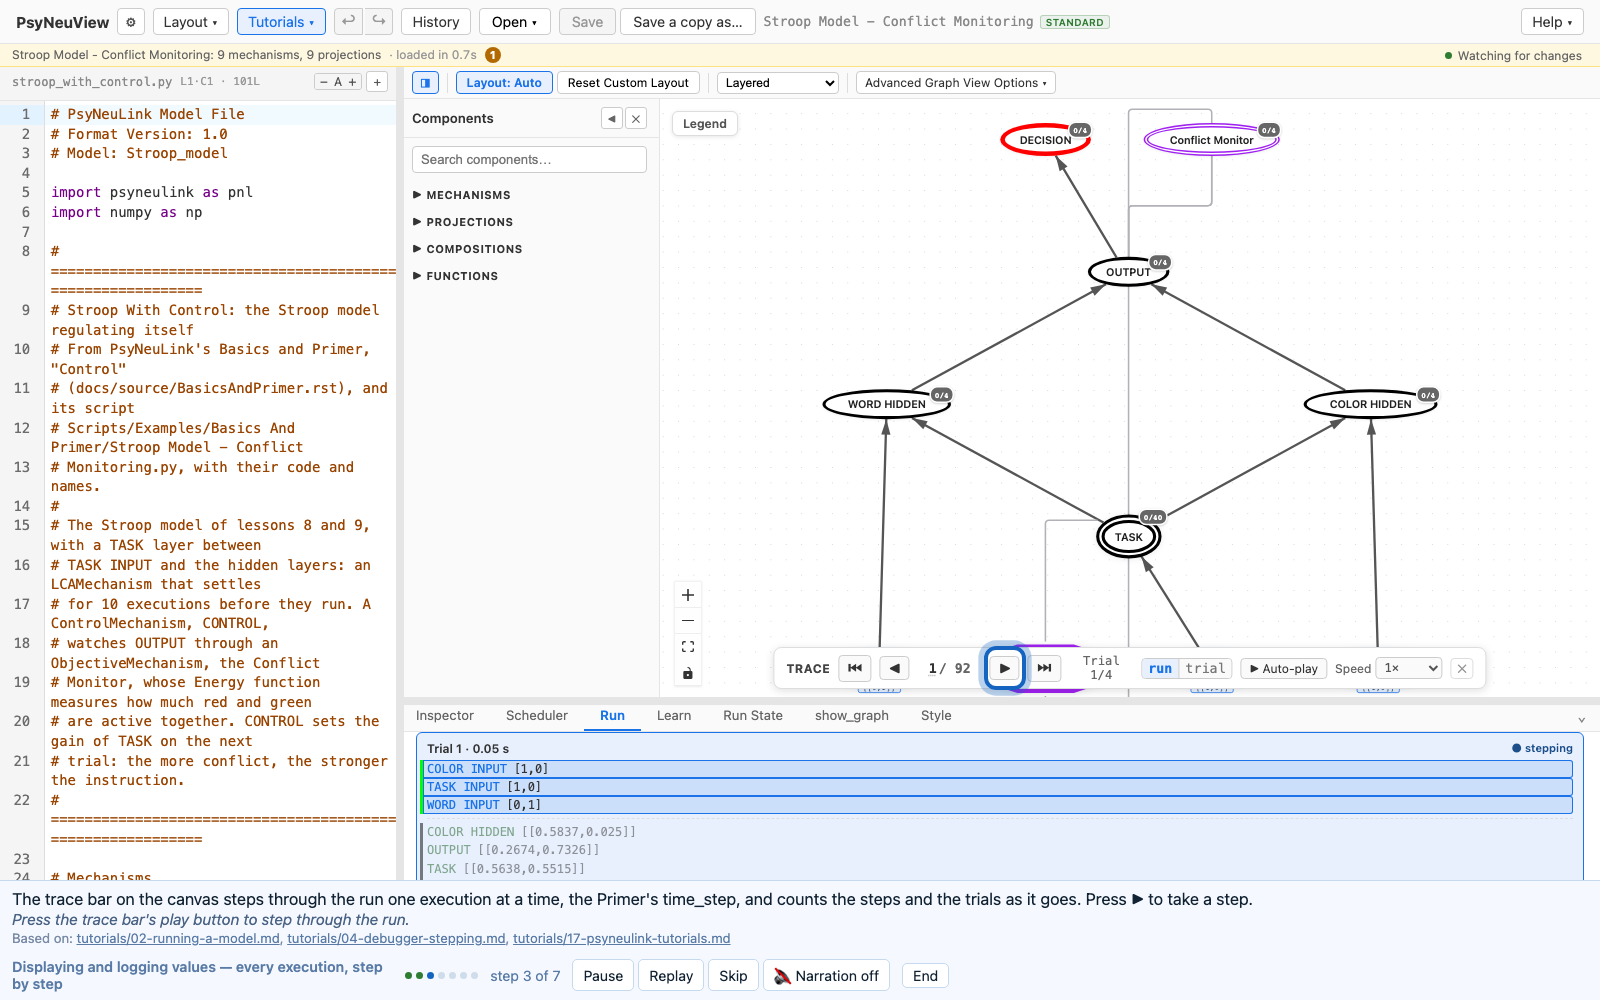 PsyNeuView ⚙ Layout ▾ Tutorials ▾ ↩ ↪ History Open ▾ Save Save a copy as... Stroop Model — Conflict Monitoring STANDARD Help ▾
Stroop Model - Conflict Monitoring: 9 mechanisms, 9 projections · loaded in 0.7s 1 Watching for changes
stroop_with_control.py L1:C1 · 101L − A + +
Layout: Auto Reset Custom Layout Layered Advanced Graph View Options ▾
1 # PsyNeuLink Model File
2 # Format Version: 1.0
3 # Model: Stroop_model
4
5 import psyneulink as pnl
6 import numpy as np
7
8 #
=========================================
==================
9 # Stroop With Control: the Stroop model
regulating itself
10 # From PsyNeuLink's Basics and Primer,
"Control"
11 # (docs/source/BasicsAndPrimer.rst), and
its script
12 # Scripts/Examples/Basics And
Primer/Stroop Model — Conflict
13 # Monitoring.py, with their code and
names.
14 #
15 # The Stroop model of lessons 8 and 9,
with a TASK layer between
16 # TASK INPUT and the hidden layers: an
LCAMechanism that settles
17 # for 10 executions before they run. A
ControlMechanism, CONTROL,
18 # watches OUTPUT through an
ObjectiveMechanism, the Conflict
19 # Monitor, whose Energy function
measures how much red and green
20 # are active together. CONTROL sets the
gain of TASK on the next
21 # trial: the more conflict, the stronger
the instruction.
22 #
=========================================
==================
23
24 # Mechanisms
Components ◀ ✕
Search components...
▶ MECHANISMS
▶ PROJECTIONS
▶ COMPOSITIONS
▶ FUNCTIONS
Legend
DECISION 0/4
Conflict Monitor 0/4
OUTPUT 0/4
WORD HIDDEN 0/4
COLOR HIDDEN 0/4
TASK 0/40
TRACE ⏮ ◀ 1 / 92 ▶ ⏭ Trial 1/4 run trial ▶ Auto-play Speed 1× ✕
Inspector Scheduler Run Learn Run State show_graph Style
Trial 1 · 0.05 s stepping
COLOR INPUT [1,0]
TASK INPUT [1,0]
WORD INPUT [0,1]
COLOR HIDDEN [[0.5837,0.025]]
OUTPUT [[0.2674,0.7326]]
TASK [[0.5638,0.5515]]
The trace bar on the canvas steps through the run one execution at a time, the Primer's time_step, and counts the steps and the trials as it goes. Press ▶ to take a step.
Press the trace bar's play button to step through the run.
Based on: tutorials/02-running-a-model.md, tutorials/04-debugger-stepping.md, tutorials/17-psyneulink-tutorials.md
Displaying and logging values — every execution, step
by step
step 3 of 7 Pause Replay Skip Narration off End